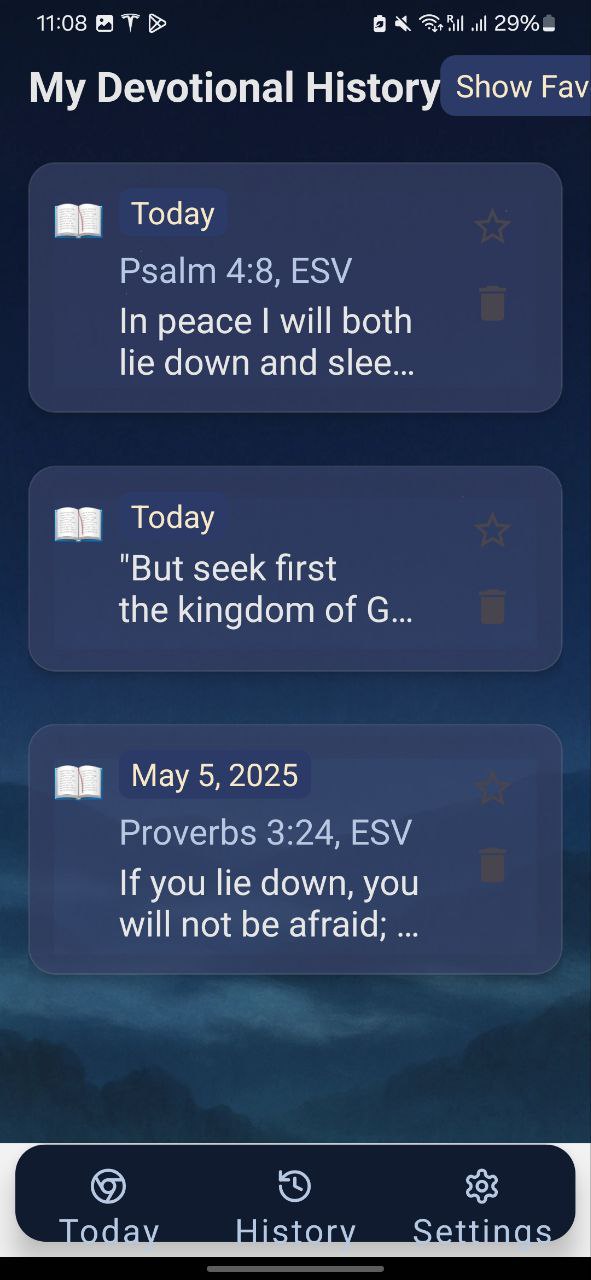 11:08 29%
My Devotional History Show Fav
Today
Psalm 4:8, ESV
In peace I will both
lie down and slee...
Today
"But seek first
the kingdom of G...
May 5, 2025
Proverbs 3:24, ESV
If you lie down, you
will not be afraid; ...
Today History Settings